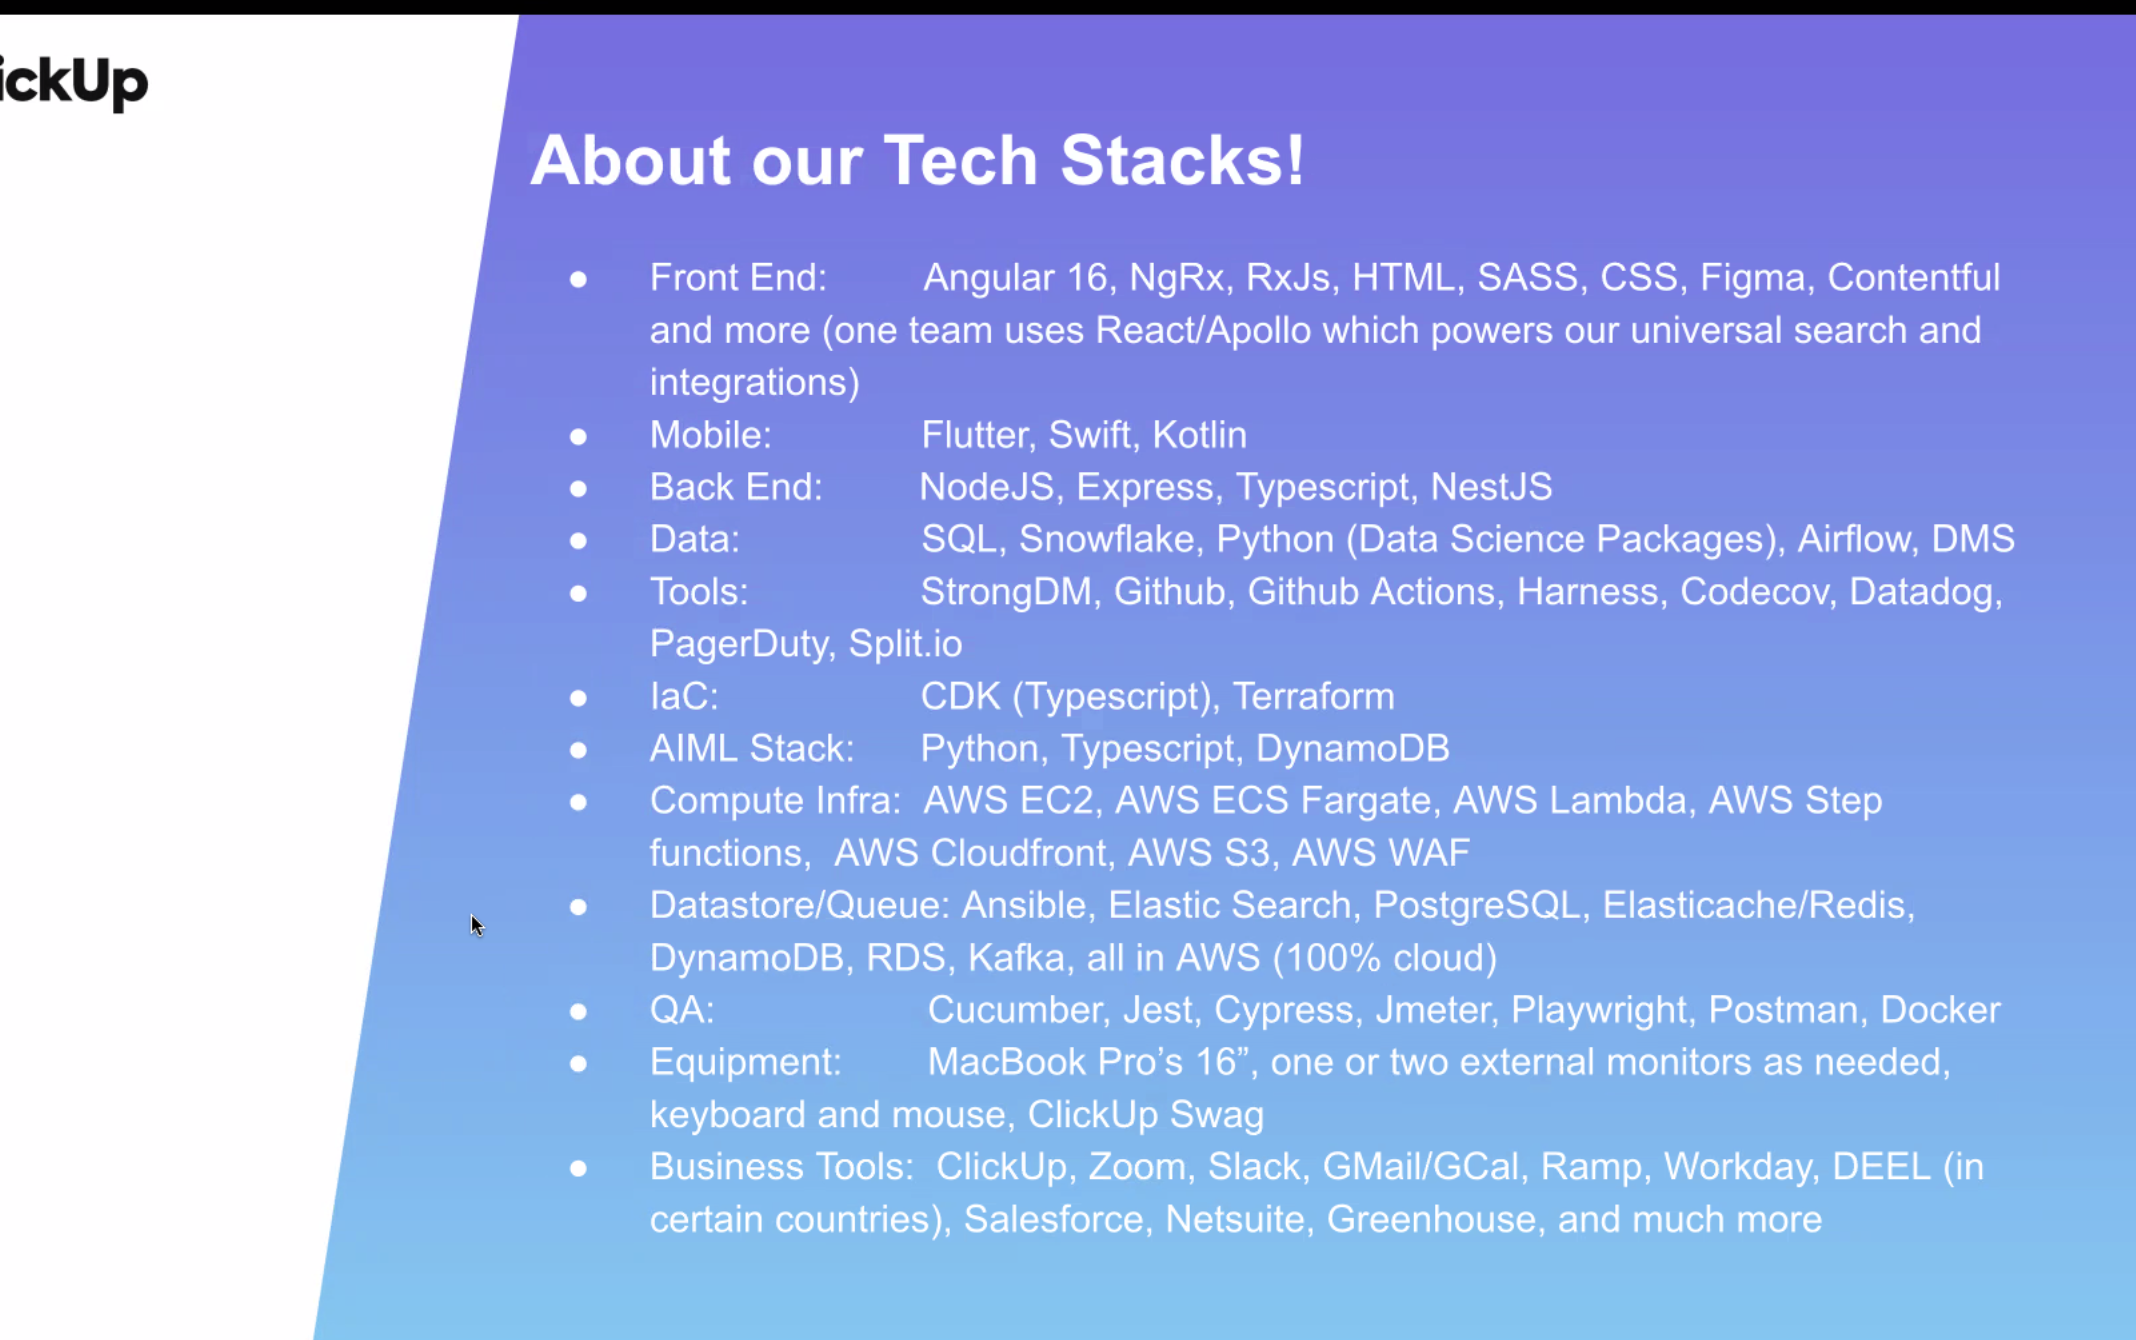 ickUp
About our Tech Stacks!
● Front End: Angular 16, NgRx, RxJs, HTML, SASS, CSS, Figma, Contentful
and more (one team uses React/Apollo which powers our universal search and
integrations)
● Mobile: Flutter, Swift, Kotlin
● Back End: NodeJS, Express, Typescript, NestJS
● Data: SQL, Snowflake, Python (Data Science Packages), Airflow, DMS
● Tools: StrongDM, Github, Github Actions, Harness, Codecov, Datadog,
PagerDuty, Split.io
● IaC: CDK (Typescript), Terraform
● AIML Stack: Python, Typescript, DynamoDB
● Compute Infra: AWS EC2, AWS ECS Fargate, AWS Lambda, AWS Step
functions, AWS Cloudfront, AWS S3, AWS WAF
● Datastore/Queue: Ansible, Elastic Search, PostgreSQL, Elasticache/Redis,
DynamoDB, RDS, Kafka, all in AWS (100% cloud)
● QA: Cucumber, Jest, Cypress, Jmeter, Playwright, Postman, Docker
● Equipment: MacBook Pro’s 16”, one or two external monitors as needed,
keyboard and mouse, ClickUp Swag
● Business Tools: ClickUp, Zoom, Slack, GMail/GCal, Ramp, Workday, DEEL (in
certain countries), Salesforce, Netsuite, Greenhouse, and much more